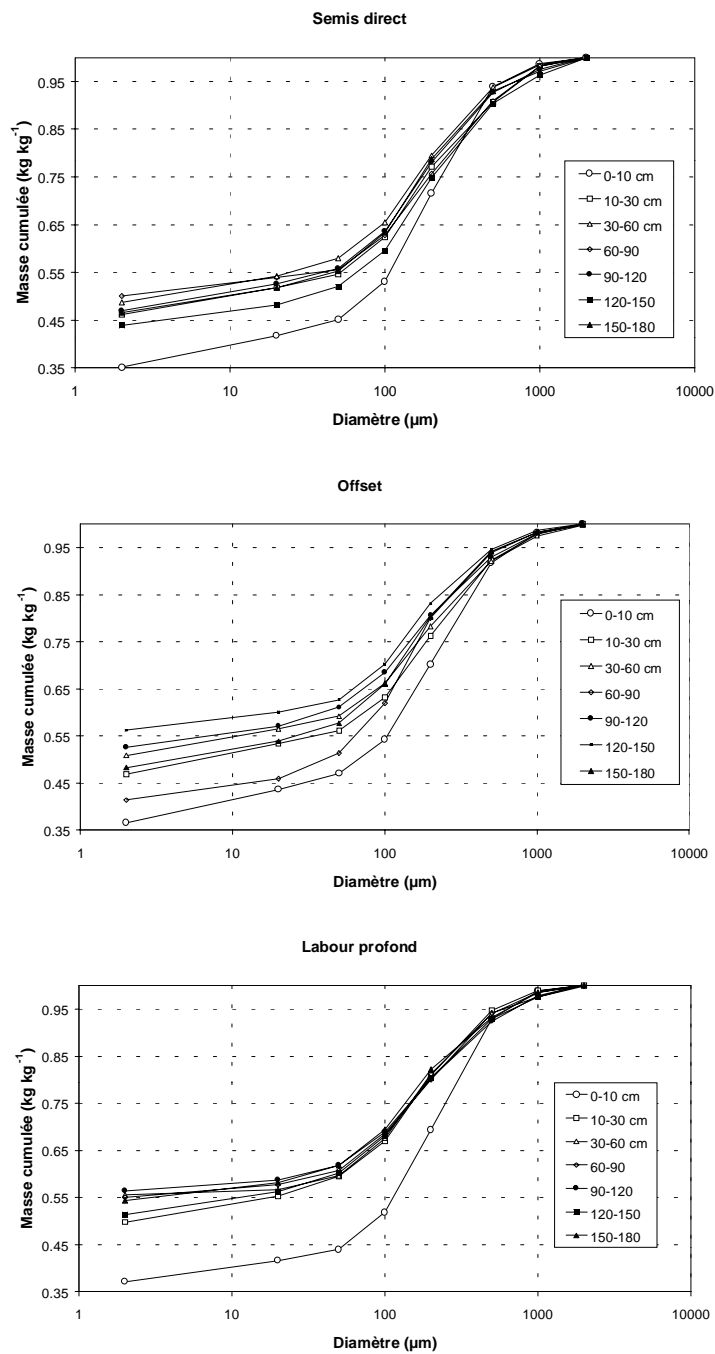 Semis direct
0.95
0.85
0.75
0.65
0.55
0.45
0.35
Masse cumulée (kg kg⁻¹)
1 10 100 1000 10000
Diamètre (µm)
0-10 cm
10-30 cm
30-60 cm
60-90
90-120
120-150
150-180
Offset
0.95
0.85
0.75
0.65
0.55
0.45
0.35
Masse cumulée (kg kg⁻¹)
1 10 100 1000 10000
Diamètre (µm)
0-10 cm
10-30 cm
30-60 cm
60-90
90-120
120-150
150-180
Labour profond
0.95
0.85
0.75
0.65
0.55
0.45
0.35
Masse cumulée (kg kg⁻¹)
1 10 100 1000 10000
Diamètre (µm)
0-10 cm
10-30 cm
30-60 cm
60-90
90-120
120-150
150-180